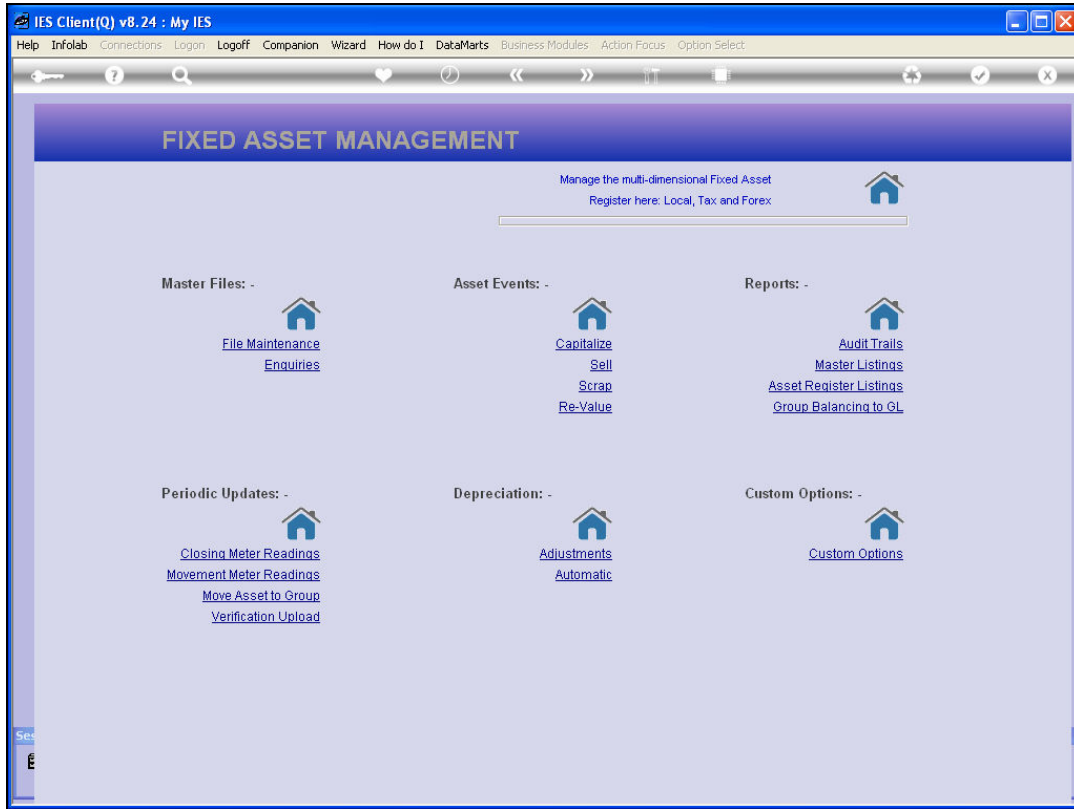 IES Client(Q) v8.24 : My IES
Help Infolab Connections Logon Logoff Companion Wizard How do I DataMarts Business Modules Action Focus Option Select
FIXED ASSET MANAGEMENT
Manage the multi-dimensional Fixed Asset
Register here: Local, Tax and Forex
Master Files: -
File Maintenance
Enquiries
Asset Events: -
Capitalize
Sell
Scrap
Re-Value
Reports: -
Audit Trails
Master Listings
Asset Register Listings
Group Balancing to GL
Periodic Updates: -
Closing Meter Readings
Movement Meter Readings
Move Asset to Group
Verification Upload
Depreciation: -
Adjustments
Automatic
Custom Options: -
Custom Options
Ses